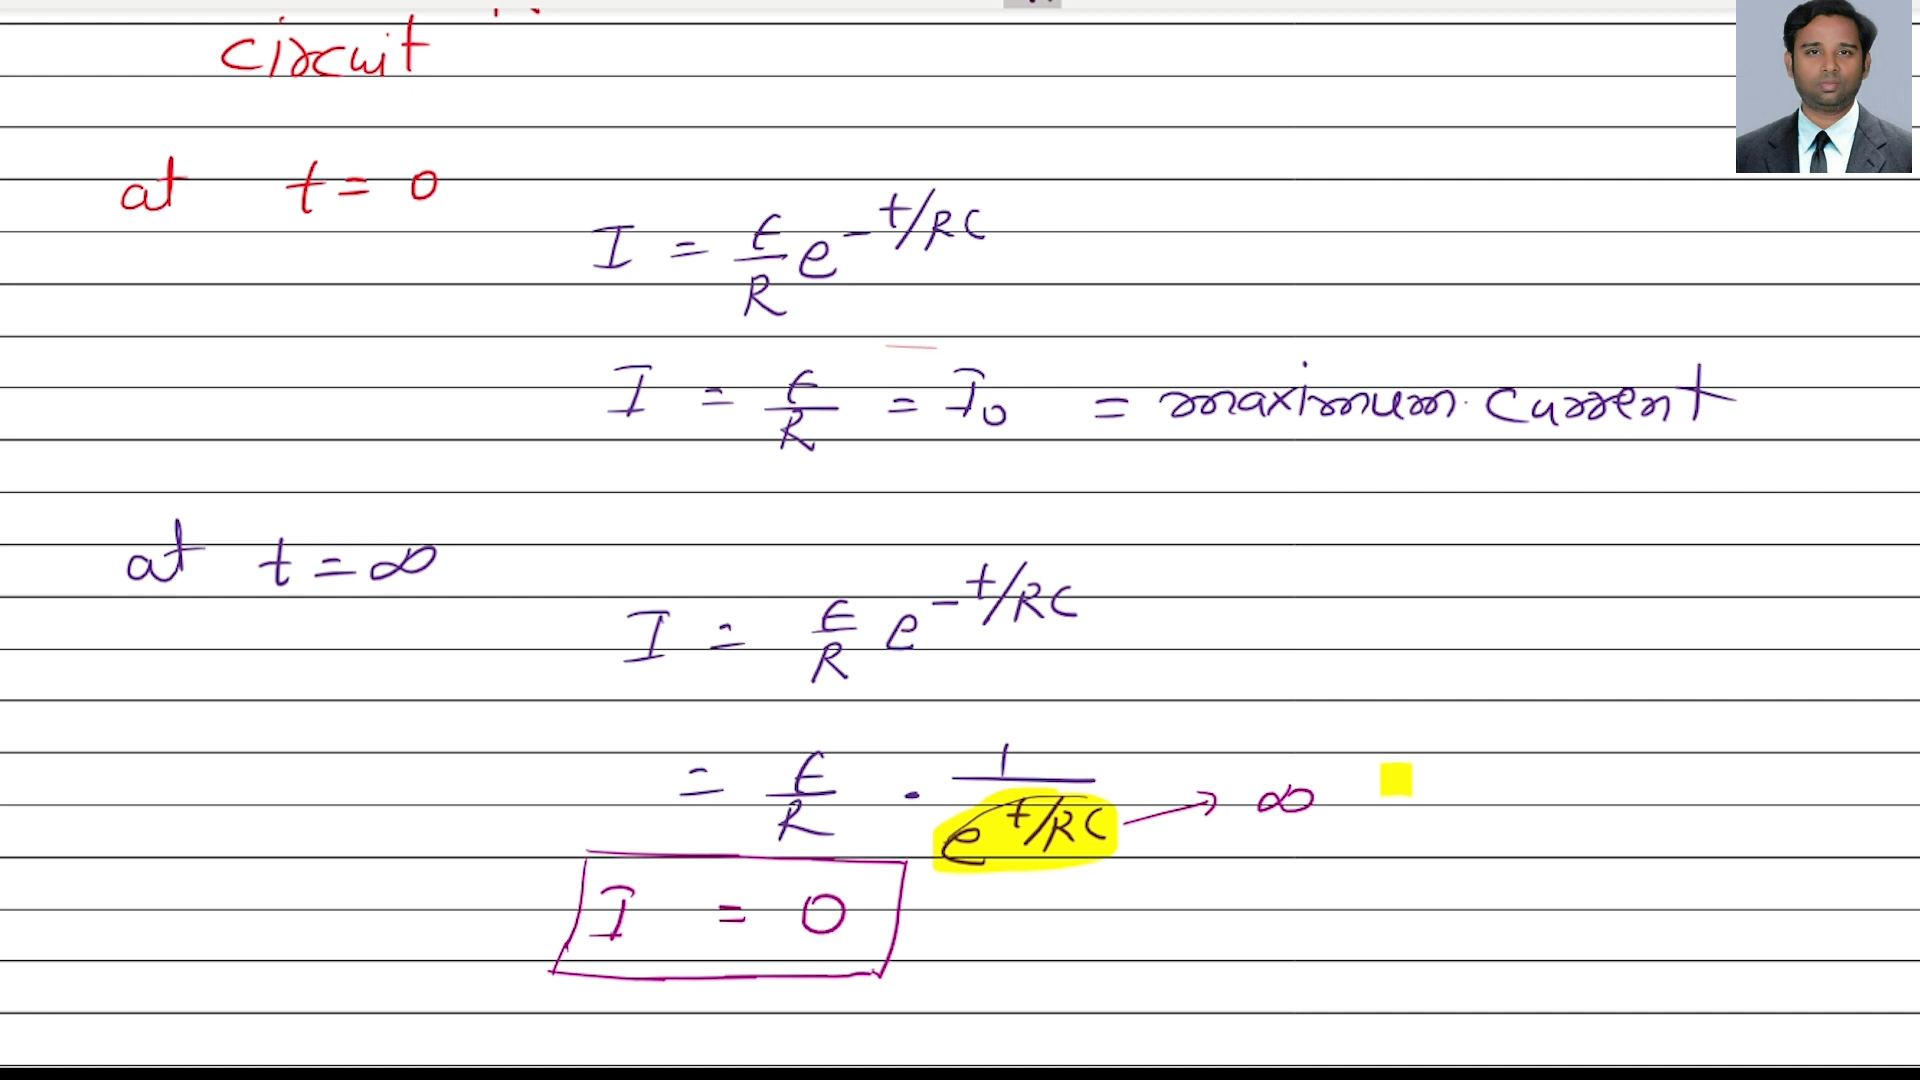 circuit
at t = 0
I = E/R e^-t/RC
I = E/R = I0 = maximum current
at t = ∞
I = E/R e^-t/RC
= E/R · 1/e^t/RC → ∞
I = 0